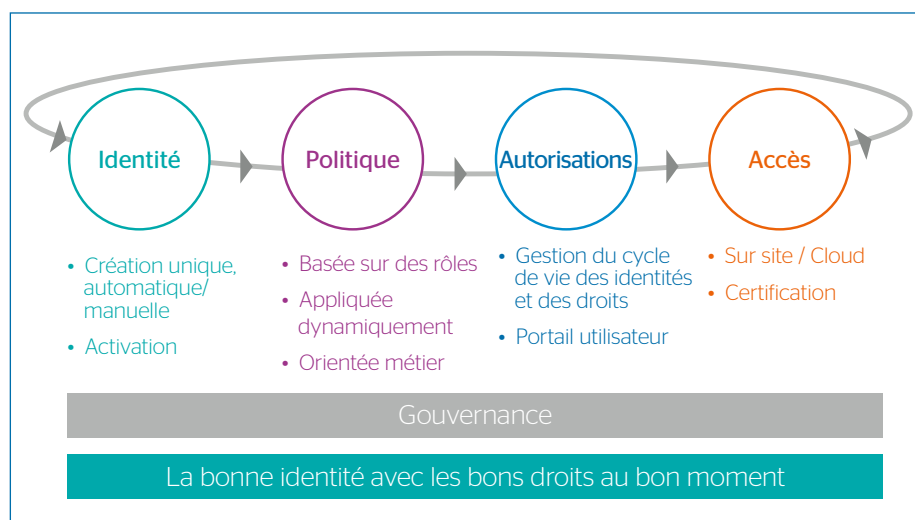 Identité
Politique
Autorisations
Accès
• Création unique,
automatique/
manuelle
• Activation
• Basée sur des rôles
• Appliquée
dynamiquement
• Orientée métier
• Gestion du cycle
de vie des identités
et des droits
• Portail utilisateur
• Sur site / Cloud
• Certification
Gouvernance
La bonne identité avec les bons droits au bon moment